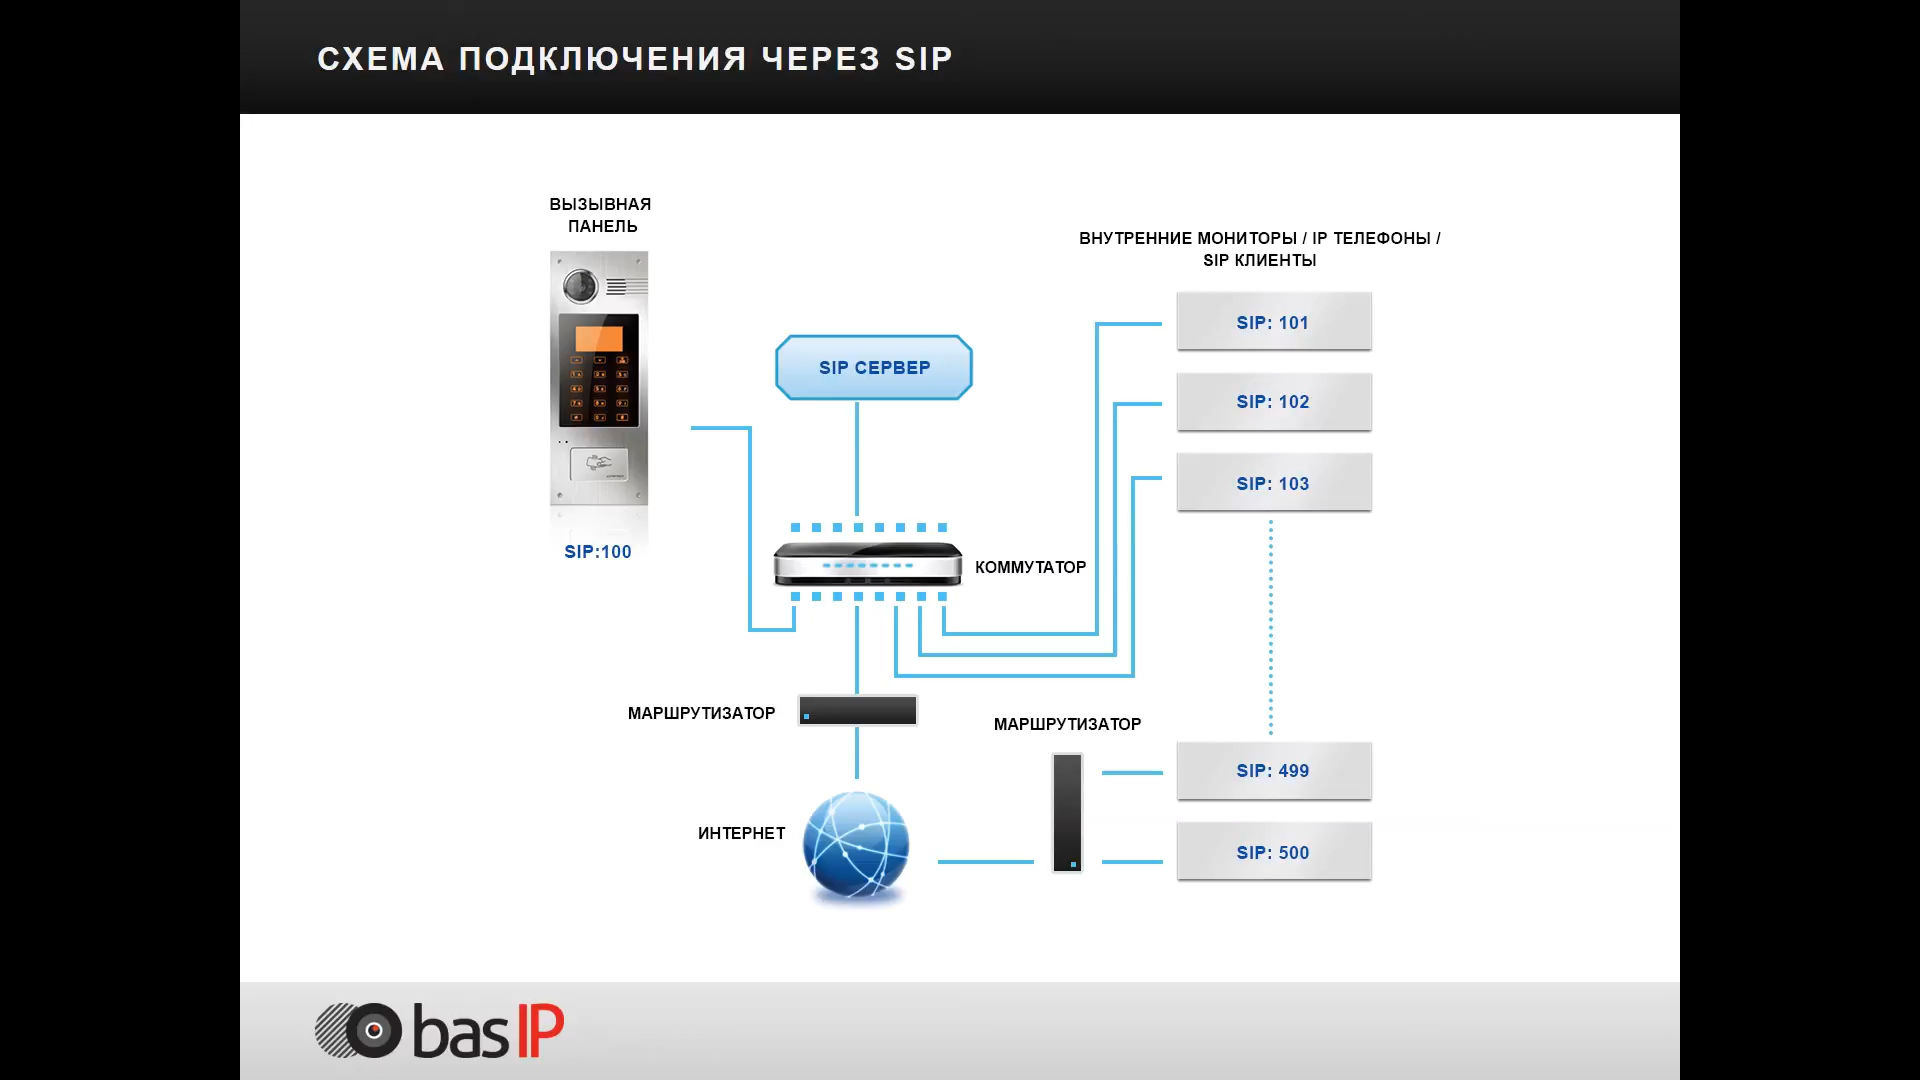 СХЕМА ПОДКЛЮЧЕНИЯ ЧЕРЕЗ SIP
ВЫЗЫВНАЯ
ПАНЕЛЬ
SIP:100
SIP СЕРВЕР
КОММУТАТОР
ВНУТРЕННИЕ МОНИТОРЫ / IP ТЕЛЕФОНЫ /
SIP КЛИЕНТЫ
SIP: 101
SIP: 102
SIP: 103
МАРШРУТИЗАТОР
МАРШРУТИЗАТОР
SIP: 499
ИНТЕРНЕТ
SIP: 500
bas IP